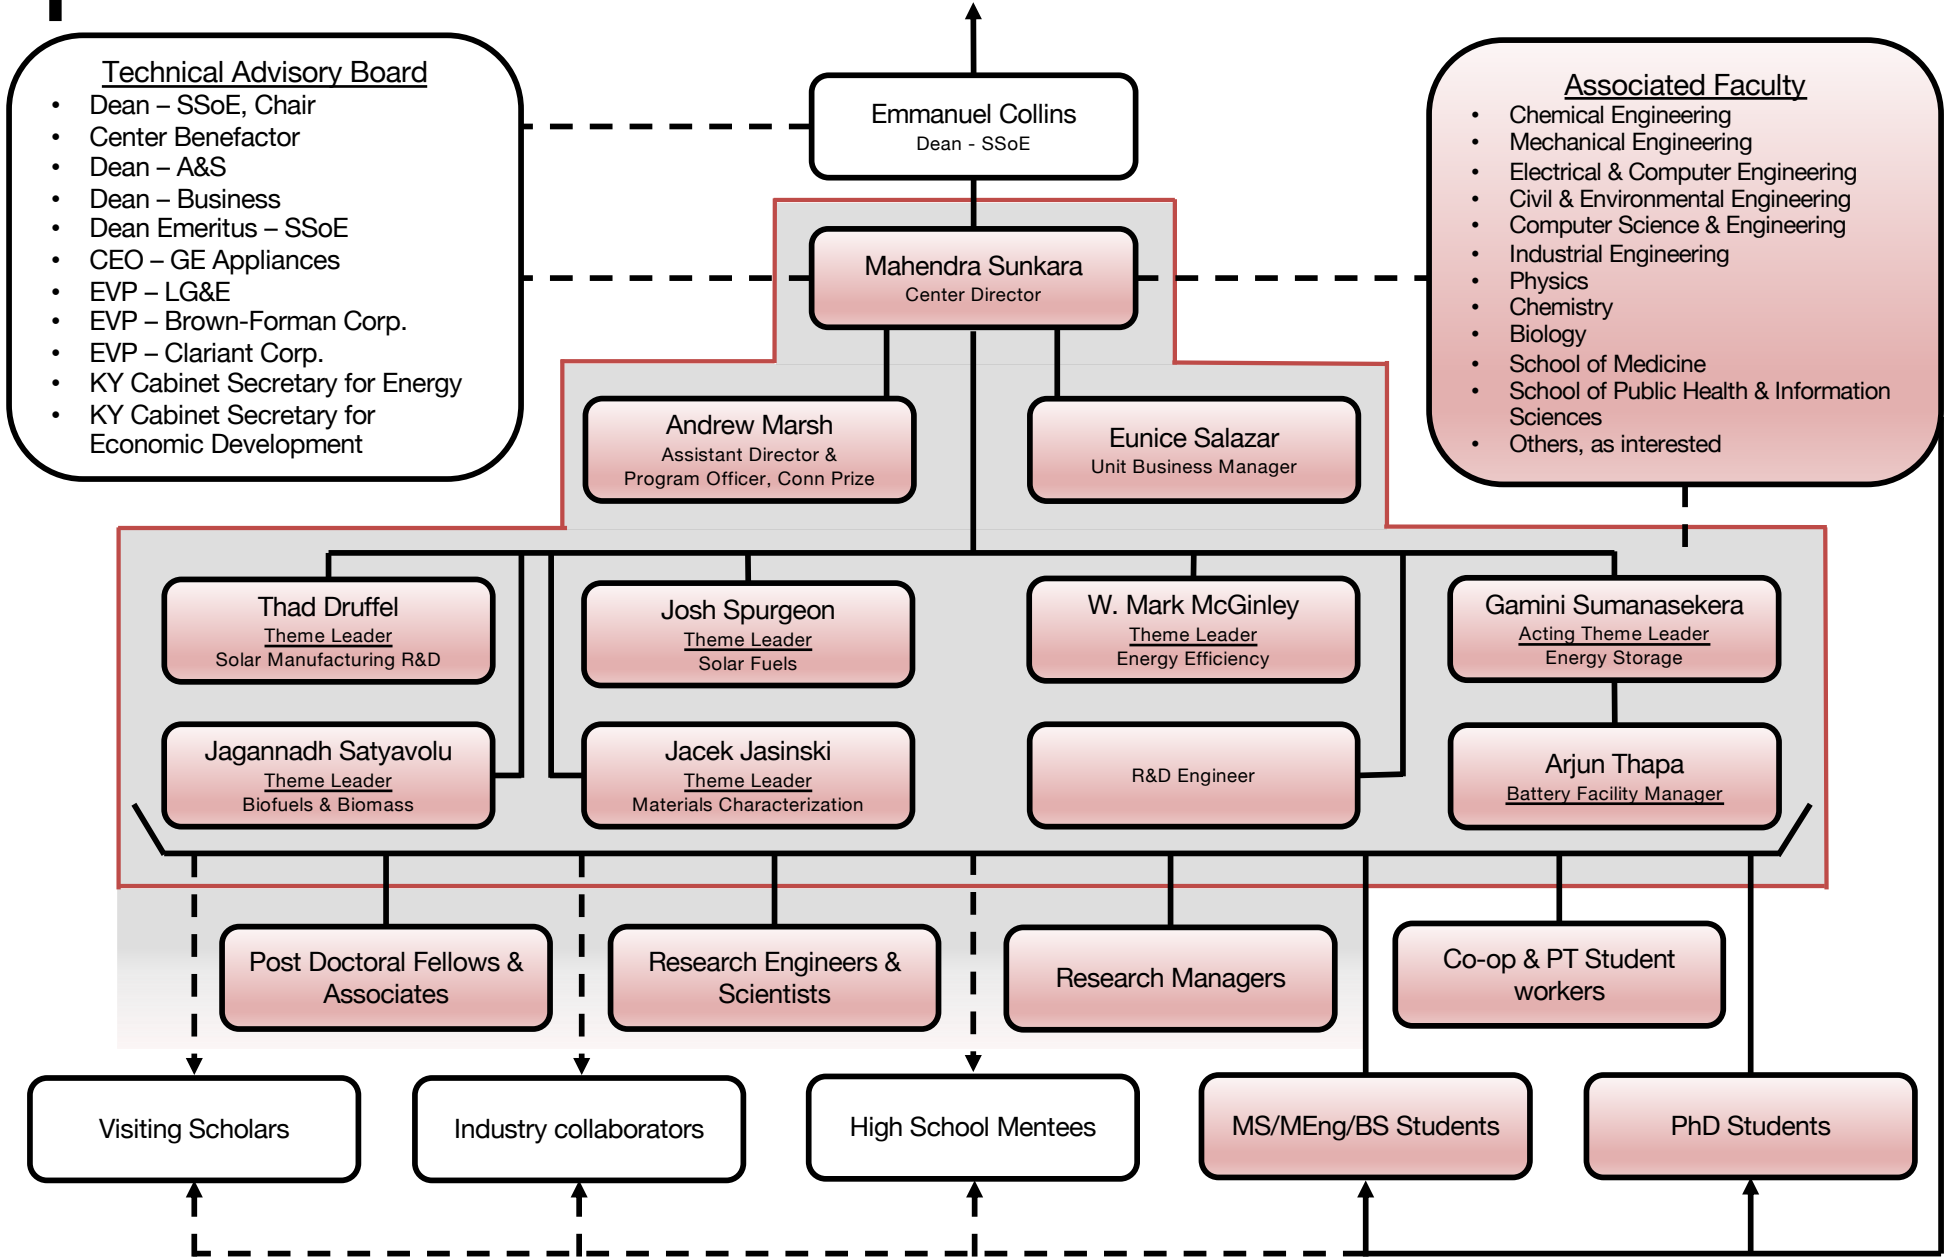 Technical Advisory Board
• Dean – SSoE, Chair
• Center Benefactor
• Dean – A&S
• Dean – Business
• Dean Emeritus – SSoE
• CEO – GE Appliances
• EVP – LG&E
• EVP – Brown-Forman Corp.
• EVP – Clariant Corp.
• KY Cabinet Secretary for Energy
• KY Cabinet Secretary for
Economic Development
Emmanuel Collins
Dean - SSoE
Associated Faculty
• Chemical Engineering
• Mechanical Engineering
• Electrical & Computer Engineering
• Civil & Environmental Engineering
• Computer Science & Engineering
• Industrial Engineering
• Physics
• Chemistry
• Biology
• School of Medicine
• School of Public Health & Information
Sciences
• Others, as interested
Mahendra Sunkara
Center Director
Andrew Marsh
Assistant Director &
Program Officer, Conn Prize
Eunice Salazar
Unit Business Manager
Thad Druffel
Theme Leader
Solar Manufacturing R&D
Josh Spurgeon
Theme Leader
Solar Fuels
W. Mark McGinley
Theme Leader
Energy Efficiency
Gamini Sumanasekera
Acting Theme Leader
Energy Storage
Jagannadh Satyavolu
Theme Leader
Biofuels & Biomass
Jacek Jasinski
Theme Leader
Materials Characterization
R&D Engineer
Arjun Thapa
Battery Facility Manager
Post Doctoral Fellows &
Associates
Research Engineers &
Scientists
Research Managers
Co-op & PT Student
workers
Visiting Scholars
Industry collaborators
High School Mentees
MS/MEng/BS Students
PhD Students